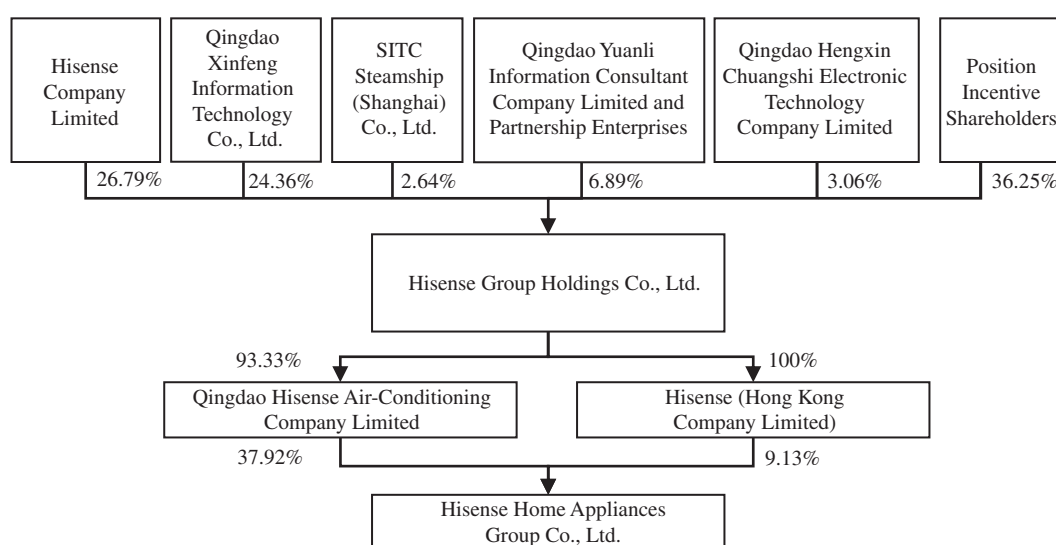 Hisense
Company
Limited
Qingdao
Xinfeng
Information
Technology
Co., Ltd.
SITC
Steamship
(Shanghai)
Co., Ltd.
Qingdao Yuanli
Information Consultant
Company Limited and
Partnership Enterprises
Qingdao Hengxin
Chuangshi Electronic
Technology
Company Limited
Position
Incentive
Shareholders
26.79%
24.36%
2.64%
6.89%
3.06%
36.25%
Hisense Group Holdings Co., Ltd.
93.33%
100%
Qingdao Hisense Air-Conditioning
Company Limited
Hisense (Hong Kong
Company Limited)
37.92%
9.13%
Hisense Home Appliances
Group Co., Ltd.